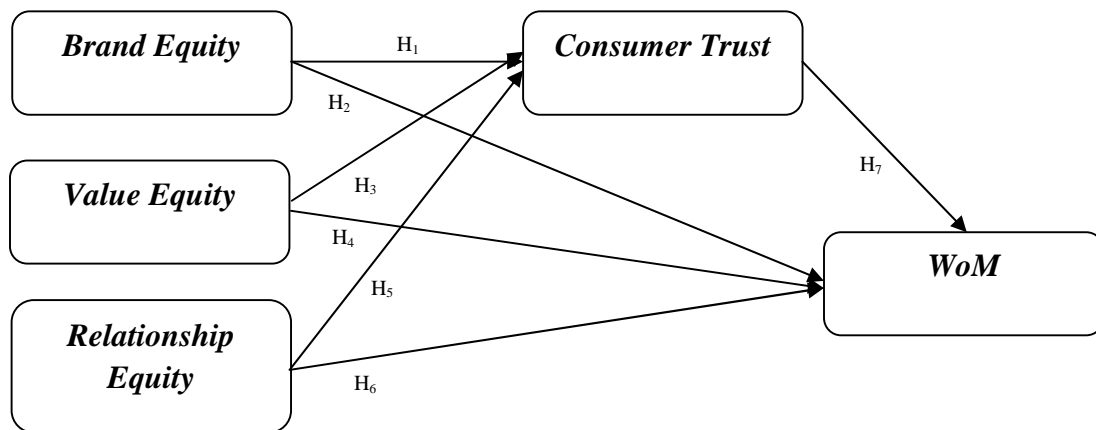 Brand Equity
H1
Consumer Trust
H2
Value Equity
H3
H7
H4
WoM
H5
Relationship
Equity
H6